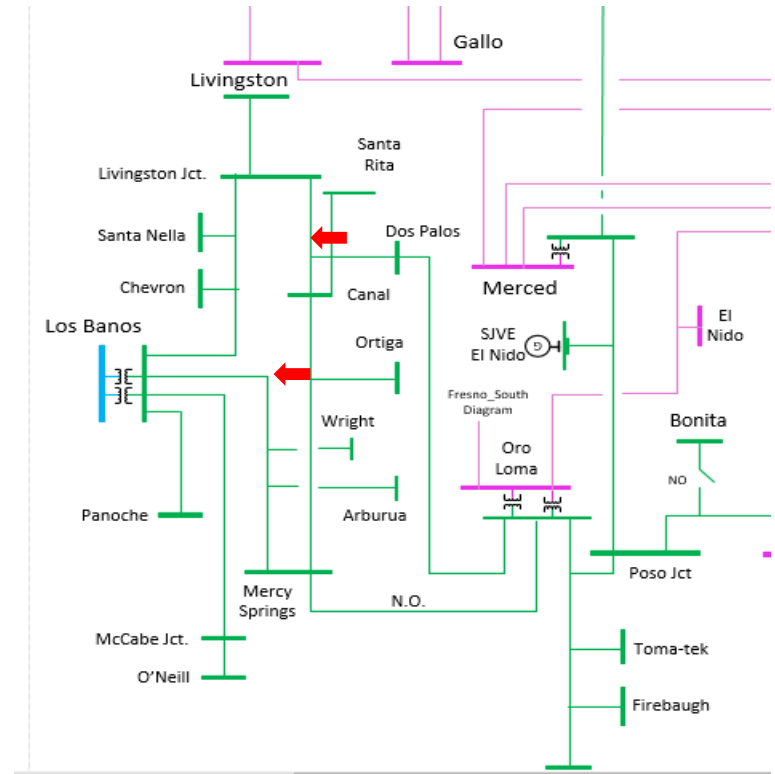 Gallo
Livingston
Santa
Rita
Livingston Jct.
Santa Nella
Dos Palos
Chevron
Canal
Merced
Los Banos
Ortiga
SJVE
El Nido
G
El
Nido
Fresno_South
Diagram
Wright
Oro
Loma
Bonita
NO
Panoche
Arburua
Mercy
Springs
N.O.
Poso Jct
McCabe Jct.
O'Neill
Toma-tek
Firebaugh